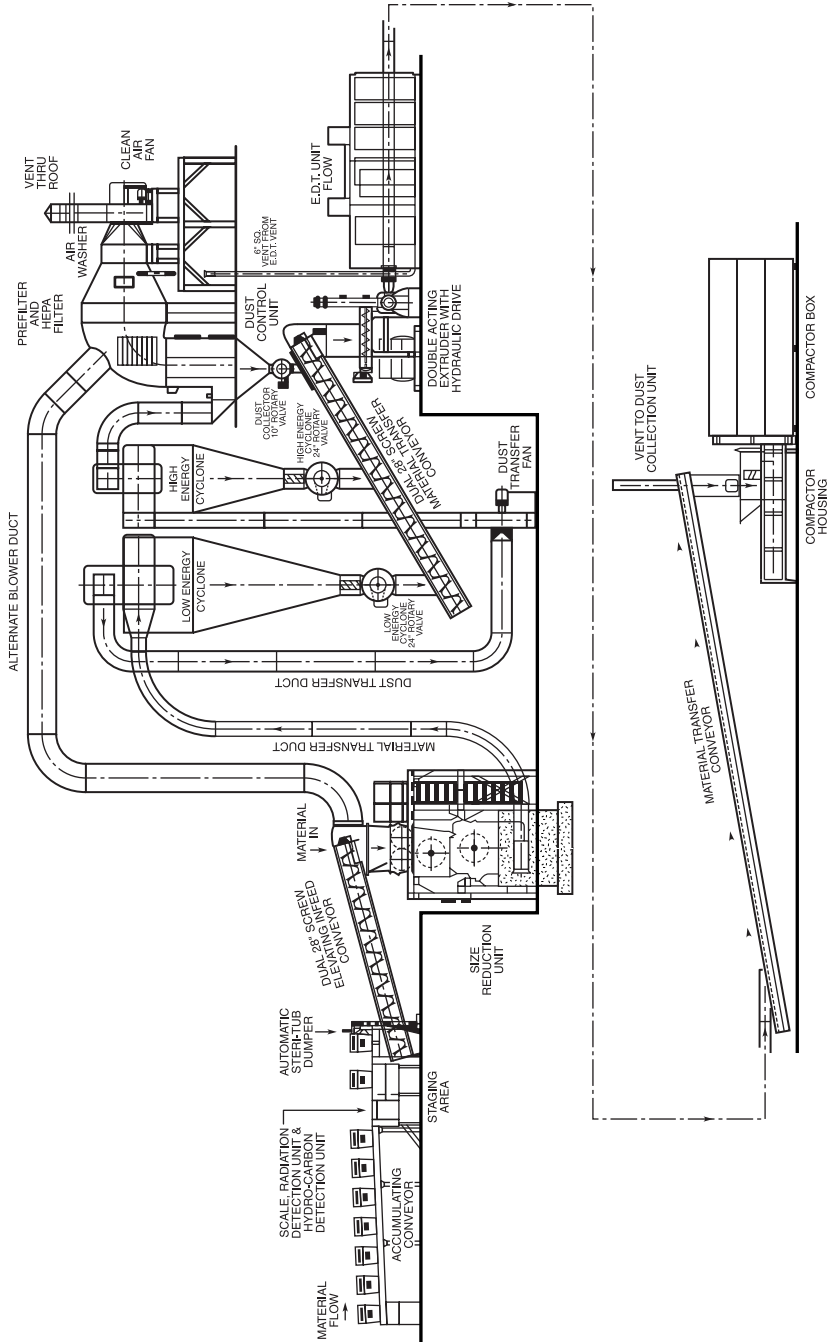 MATERIAL
FLOW
ACCUMULATING
CONVEYOR
SCALE, RADIATION
DETECTION UNIT &
HYDRO-CARBON
DETECTION UNIT
STAGING
AREA
AUTOMATIC
STERI-TUB
DUMPER
DUAL 28" SCREW
ELEVATING INFEED
CONVEYOR
MATERIAL
IN
SIZE
REDUCTION
UNIT
ALTERNATE BLOWER DUCT
MATERIAL TRANSFER DUCT
DUST TRANSFER DUCT
LOW ENERGY
CYCLONE
LOW
ENERGY
CYCLONE
24" ROTARY
VALVE
HIGH
ENERGY
CYCLONE
HIGH ENERGY
CYCLONE
24" ROTARY
VALVE
DUST
COLLECTOR
10" ROTARY
VALVE
DUST
TRANSFER
FAN
DUAL 28" SCREW
MATERIAL TRANSFER
CONVEYOR
PREFILTER
AND
HEPA
FILTER
AIR
WASHER
VENT
THRU
ROOF
CLEAN
AIR
FAN
DUST
CONTROL
UNIT
6" SQ.
VENT FROM
E.D.T. VENT
DOUBLE ACTING
EXTRUDER WITH
HYDRAULIC DRIVE
E.D.T. UNIT
FLOW
MATERIAL TRANSFER
CONVEYOR
VENT TO DUST
COLLECTION UNIT
COMPACTOR
HOUSING
COMPACTOR BOX